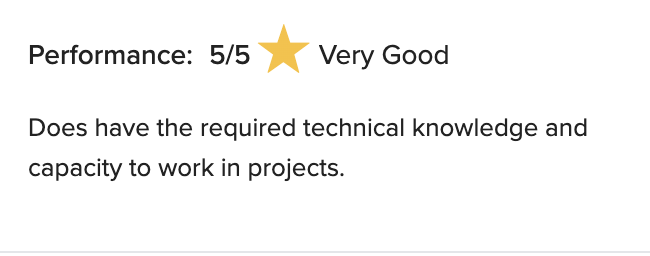 Performance: 5/5 Very Good
Does have the required technical knowledge and
capacity to work in projects.